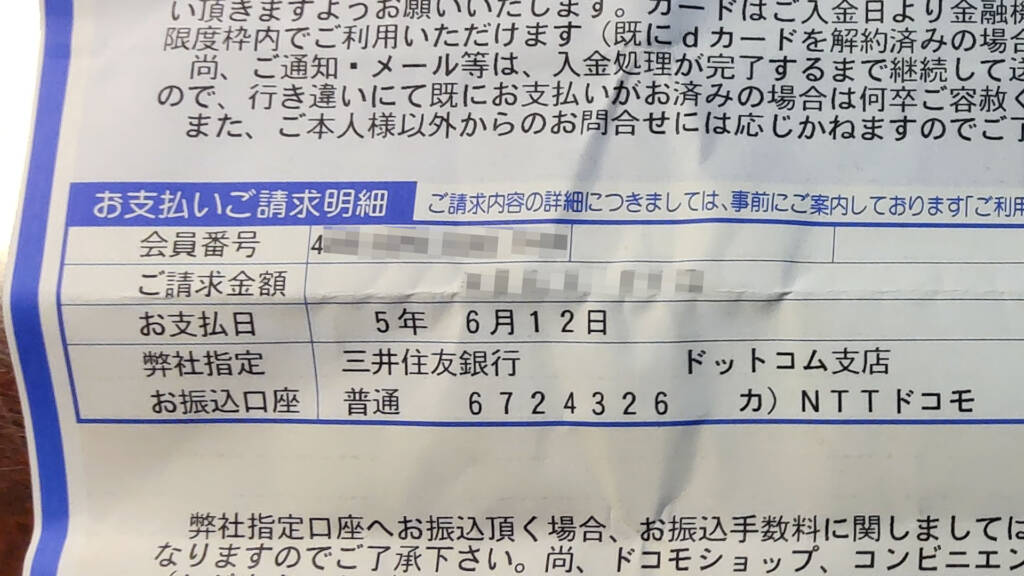 い頂きますようお願いいたします。カードはご入金日より金融機
限度枠内でご利用いただけます（既にｄカードを解約済みの場合
尚、ご通知・メール等は、入金処理が完了するまで継続して送
ので、行き違いにて既にお支払いがお済みの場合は何卒ご容赦く
また、ご本人様以外からのお問合せには応じかねますのでご了
お支払いご請求明細 ご請求内容の詳細につきましては、事前にご案内しております「ご利用
会員番号 4
ご請求金額
お支払日 5年 6月12日
弊社指定 三井住友銀行 ドットコム支店
お振込口座 普通 6724326 カ）NTTドコモ
弊社指定口座へお振込頂く場合、お振込手数料に関しましては
なりますのでご了承下さい。尚、ドコモショップ、コンビニエン